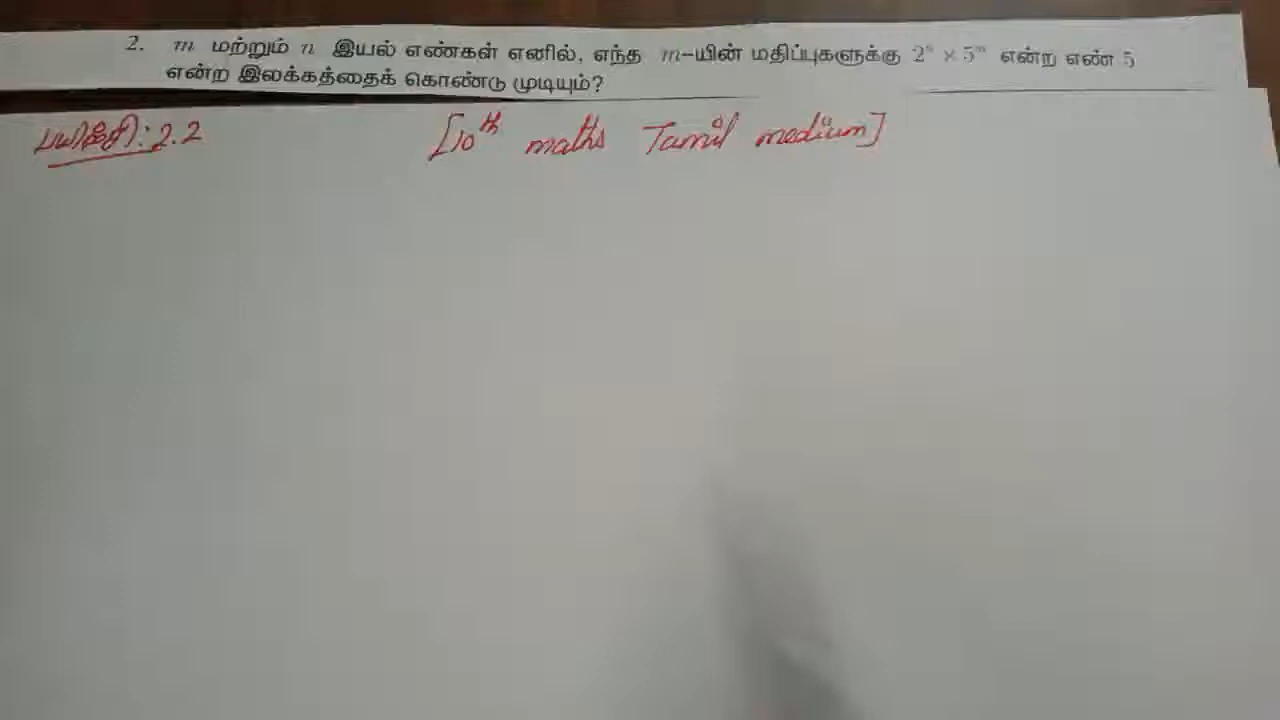 2. m மற்றும் n இயல் எண்கள் எனில், எந்த m-யின் மதிப்புகளுக்கு 2ⁿ × 5ᵐ என்ற எண் 5
என்ற இலக்கத்தைக் கொண்டு முடியும்?
பயிற்சி: 2.2 [10th maths Tamil medium]